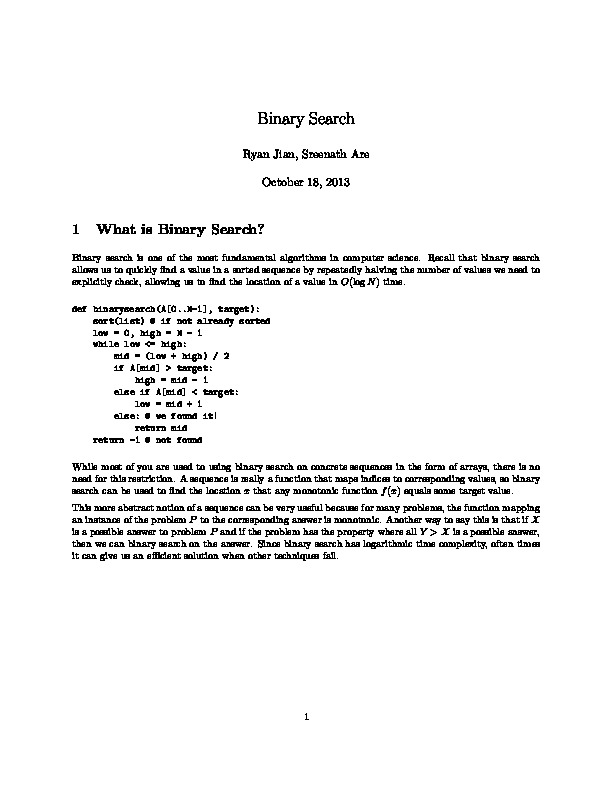 Binary Search
Ryan Jian, Sreenath Are
October 18, 2013
1 What is Binary Search?
Binary search is one of the most fundamental algorithms in computer science. Recall that binary search
allows us to quickly find a value in a sorted sequence by repeatedly halving the number of values we need to
explicitly check, allowing us to find the location of a value in O(log N) time.
def binarysearch(A[0..N-1], target):
    sort(list) # if not already sorted
    low = 0, high = N - 1
    while low <= high:
        mid = (low + high) / 2
        if A[mid] > target:
            high = mid - 1
        else if A[mid] < target:
            low = mid + 1
        else: # we found it!
            return mid
    return -1 # not found
While most of you are used to using binary search on concrete sequences in the form of arrays, there is no
need for this restriction. A sequence is really a function that maps indices to corresponding values, so binary
search can be used to find the location x that any monotonic function f(x) equals some target value.
This more abstract notion of a sequence can be very useful because for many problems, the function mapping
an instance of the problem P to the corresponding answer is monotonic. Another way to say this is that if X
is a possible answer to problem P and if the problem has the property where all Y > X is a possible answer,
then we can binary search on the answer. Since binary search has logarithmic time complexity, often times
it can give us an efficient solution when other techniques fail.
1